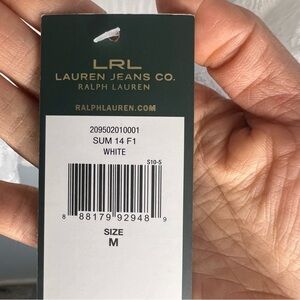 LRL
LAUREN JEANS CO.
RALPH LAUREN
RALPHLAUREN.COM
209502010001
SUM 14 F1
WHITE
S10-5
8 88179 92948 9
SIZE
M